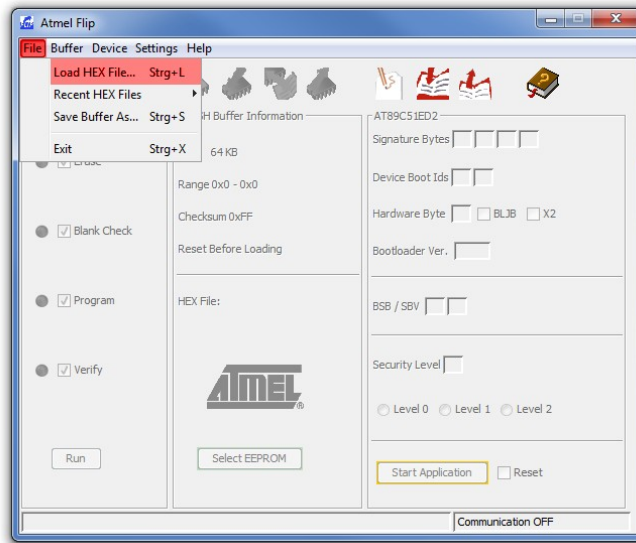 Atmel Flip
File Buffer Device Settings Help
Load HEX File... Strg+L
Recent HEX Files
Save Buffer As... Strg+S
Exit Strg+X
Buffer Information
64 KB
Range 0x0 - 0x0
Checksum 0xFF
Reset Before Loading
HEX File:
ATMEL®
Select EEPROM
Erase
Blank Check
Program
Verify
Run
AT89C51ED2
Signature Bytes
Device Boot Ids
Hardware Byte BLJB X2
Bootloader Ver.
BSB / SBV
Security Level
Level 0 Level 1 Level 2
Start Application Reset
Communication OFF